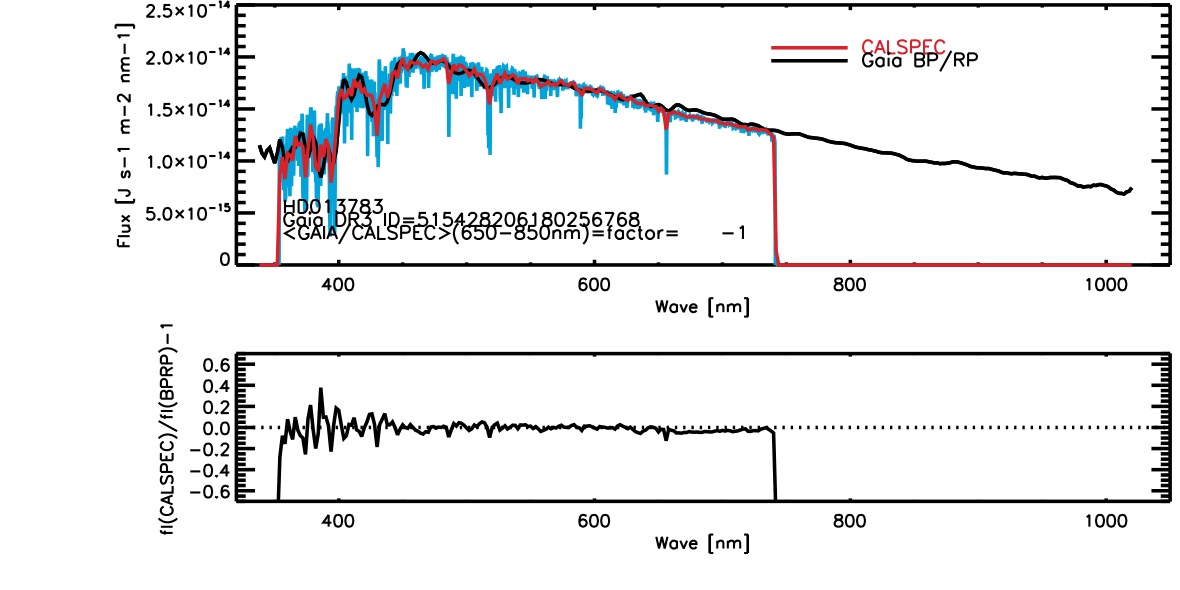 2.5×10−14
2.0×10−14
1.5×10−14
1.0×10−14
5.0×10−15
0
Flux [J s−1 m−2 nm−1]
CALSPEC
Gaia BP/RP
HD013783
Gaia DR3 ID=5154282061802567​68
<GAIA/CALSPEC>(650−850nm)=factor= −1
400 600 800 1000
Wave [nm]
0.6
0.4
0.2
0.0
−0.2
−0.4
−0.6
fl(CALSPEC)/fl(BPRP)−1
400 600 800 1000
Wave [nm]